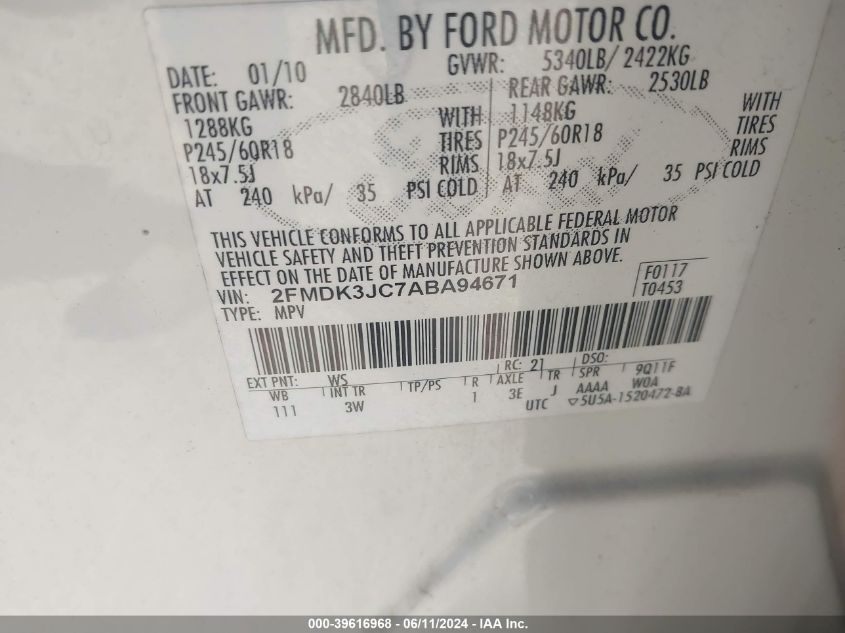 MFD. BY FORD MOTOR CO.
DATE: 01/10 GVWR: 5340LB/ 2422KG
FRONT GAWR: 2840LB REAR GAWR: 2530LB
1288KG WITH 1148KG WITH
P245/60R18 TIRES P245/60R18 TIRES
18x7.5J RIMS 18x7.5J RIMS
AT 240 kPa/ 35 PSI COLD AT 240 kPa/ 35 PSI COLD
THIS VEHICLE CONFORMS TO ALL APPLICABLE FEDERAL MOTOR
VEHICLE SAFETY AND THEFT PREVENTION STANDARDS IN
EFFECT ON THE DATE OF MANUFACTURE SHOWN ABOVE.
VIN: 2FMDK3JC7ABA94671 F0117
TYPE: MPV T0453
EXT PNT: WS RC: 21 DSO:
WB INT TR TP/PS R AXLE TR SPR 9Q11F
111 3W 1 3E J AAAA W0A
UTC ▽5U5A-1520472-BA
000-39616968 - 06/11/2024 - IAA Inc.